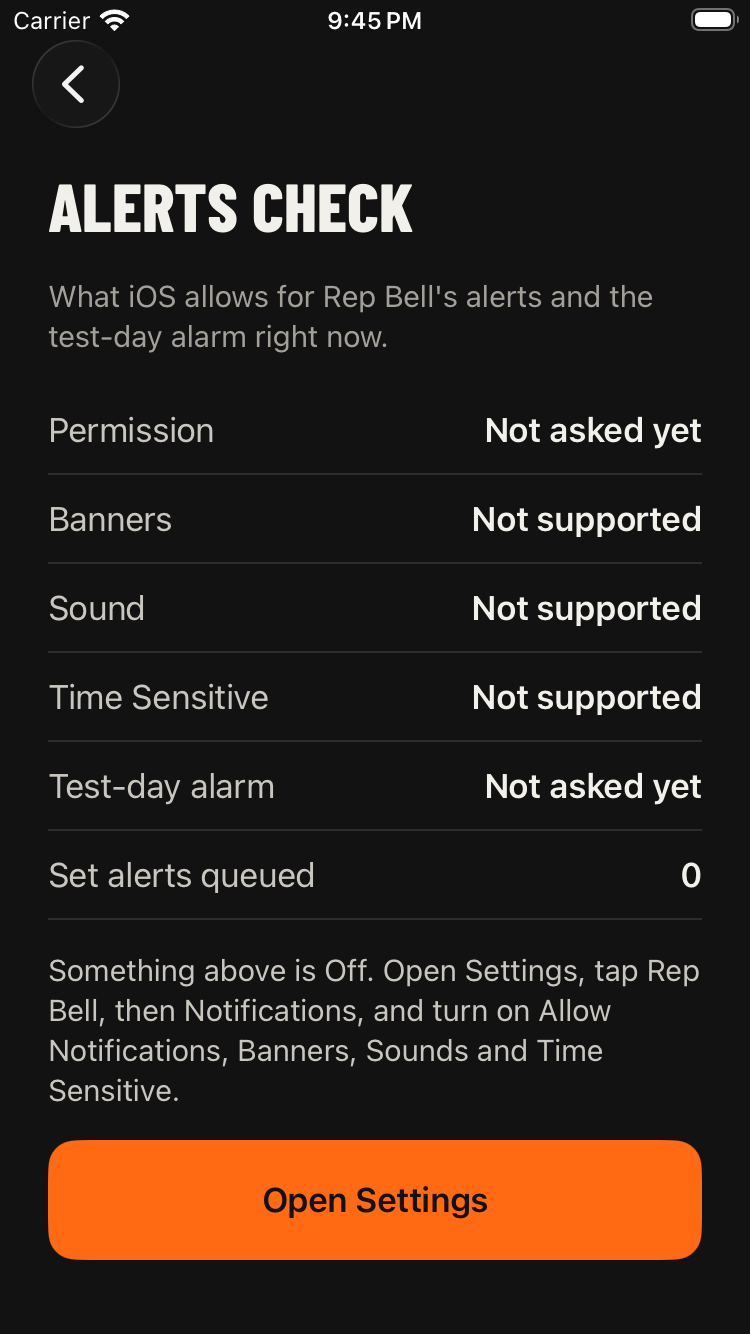 Carrier 9:45 PM
ALERTS CHECK
What iOS allows for Rep Bell's alerts and the
test-day alarm right now.
Permission Not asked yet
Banners Not supported
Sound Not supported
Time Sensitive Not supported
Test-day alarm Not asked yet
Set alerts queued 0
Something above is Off. Open Settings, tap Rep
Bell, then Notifications, and turn on Allow
Notifications, Banners, Sounds and Time
Sensitive.
Open Settings